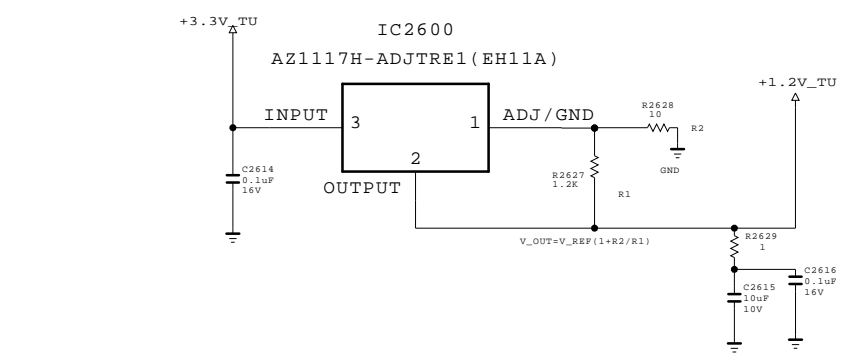 +3.3V_TU
IC2600
AZ1117H-ADJTRE1(EH11A)
+1.2V_TU
INPUT
3
1
ADJ/GND
R2628
10
R2
2
OUTPUT
C2614
0.1uF
16V
R2627
1.2K
R1
GND
V_OUT=V_REF(1+R2/R1)
R2629
1
C2615
10uF
10V
C2616
0.1uF
16V